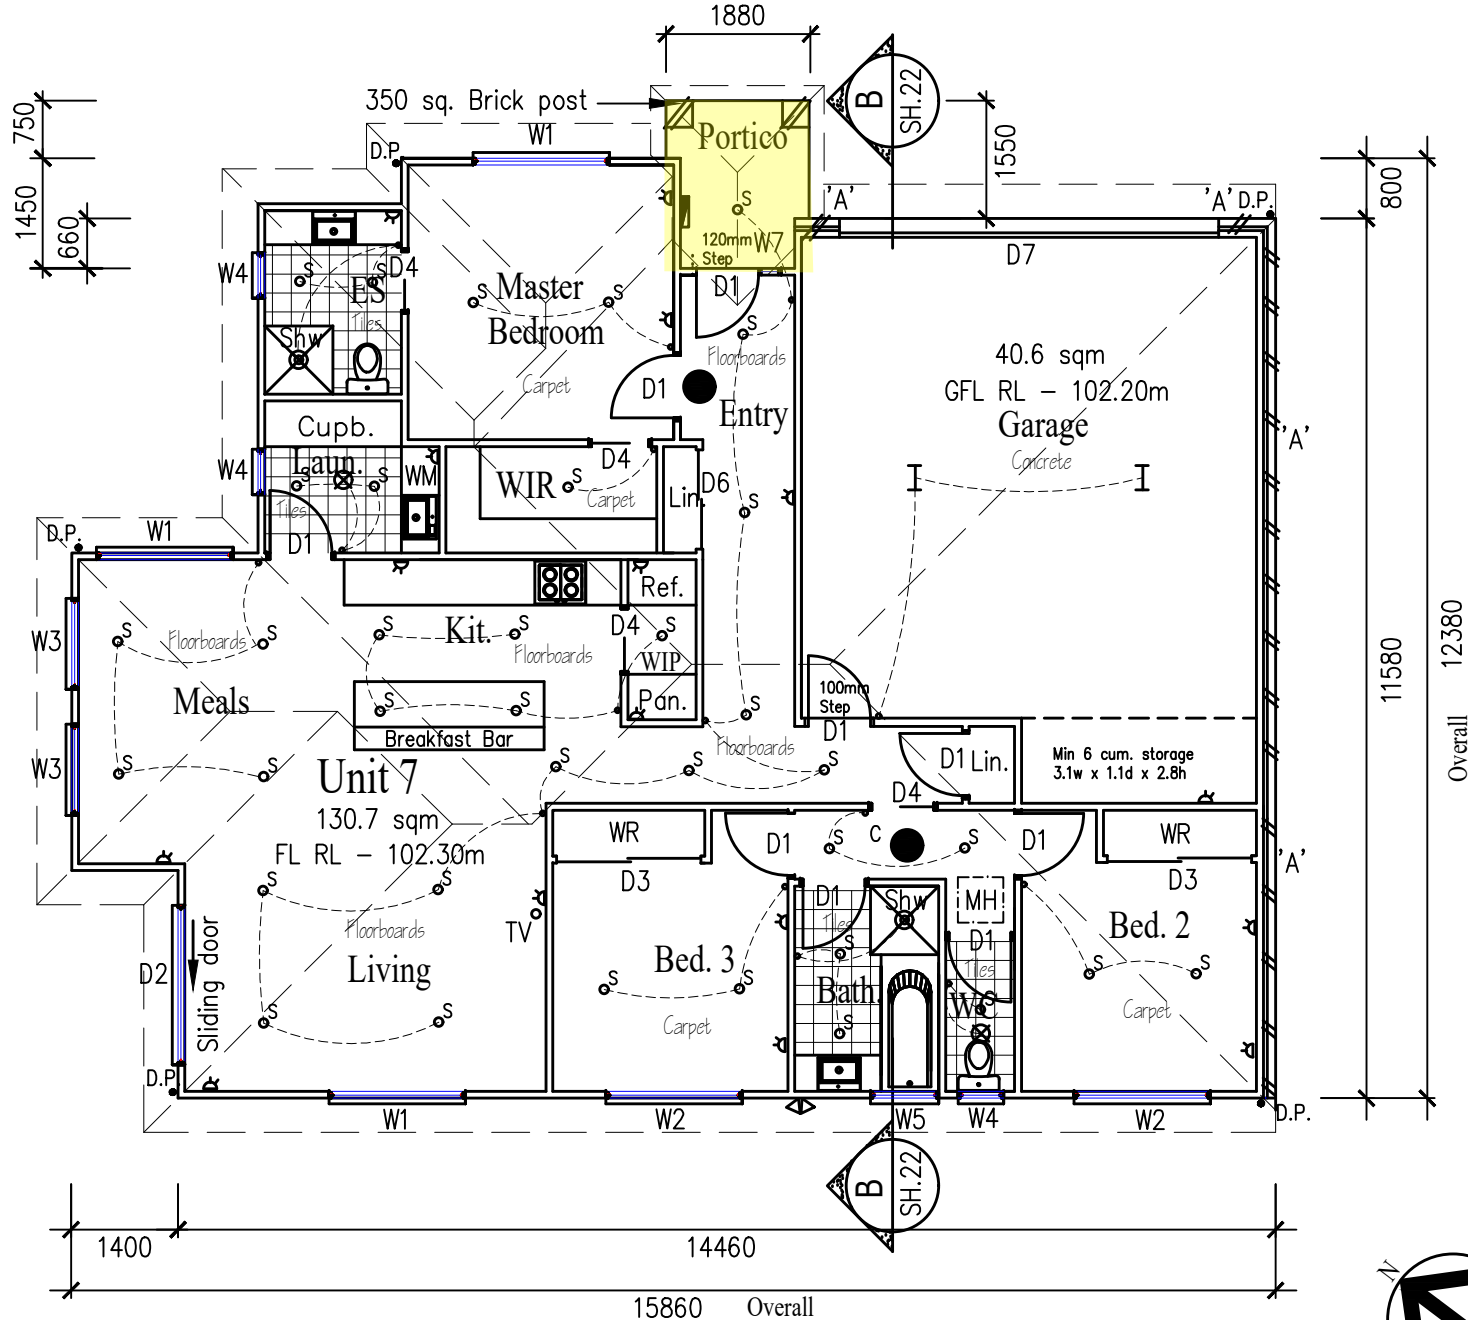 1880
350 sq. Brick post
B
SH.22
750
1450
660
1550
800
W1
D.P.
Portico
S
'A'
'A'
D.P.
120mm
Step
W7
D7
W4
D4
S
S
ES
Tiles
Shw
Master
Bedroom
S
S
Carpet
D1
D1
S
Floorboards
Entry
40.6 sqm
GFL RL - 102.20m
Garage
Concrete
'A'
Cupb.
Laun.
W4
S
S
Tiles
WM
D1
WIR
S
D4
Carpet
Lin.
D6
S
D.P.
W1
W3
S
Floorboards
S
Meals
W3
S
S
S
Kit.
S
Floorboards
Ref.
D4
S
WIP
Pan.
S
S
Breakfast Bar
S
Floorboards
S
S
S
100mm
Step
D1
D1
Lin.
D4
Min 6 cum. storage
3.1w x 1.1d x 2.8h
11580
12380
Overall
Unit 7
130.7 sqm
FL RL - 102.30m
S
S
Floorboards
Living
S
S
TV
D2
Sliding door
D.P.
W1
WR
D3
D1
Bed. 3
S
S
Carpet
W2
S
C
S
D1
Tiles
Shw
S
Bath.
S
W5
MH
D1
Tiles
S
WC
S
W4
D1
WR
D3
'A'
Bed. 2
S
S
Carpet
W2
D.P.
B
SH.22
1400
14460
15860
Overall
N